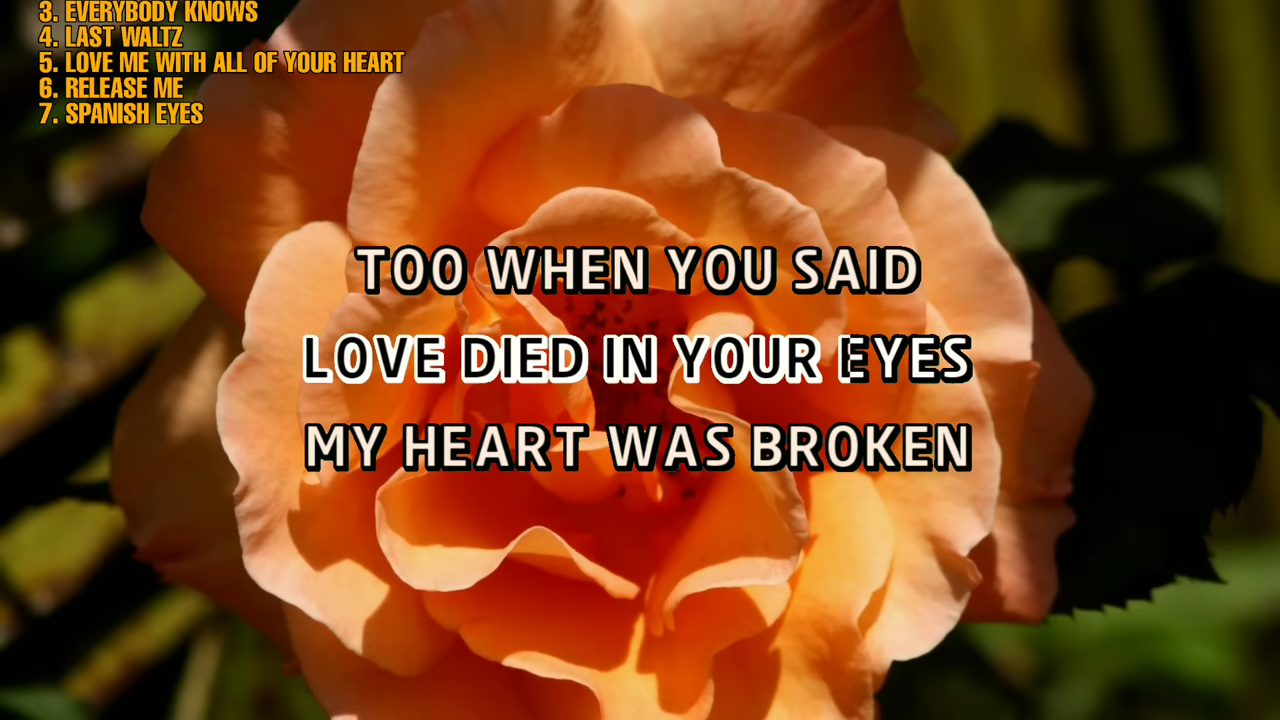 3. EVERYBODY KNOWS
4. LAST WALTZ
5. LOVE ME WITH ALL OF YOUR HEART
6. RELEASE ME
7. SPANISH EYES
TOO WHEN YOU SAID
LOVE DIED IN YOUR EYES
MY HEART WAS BROKEN